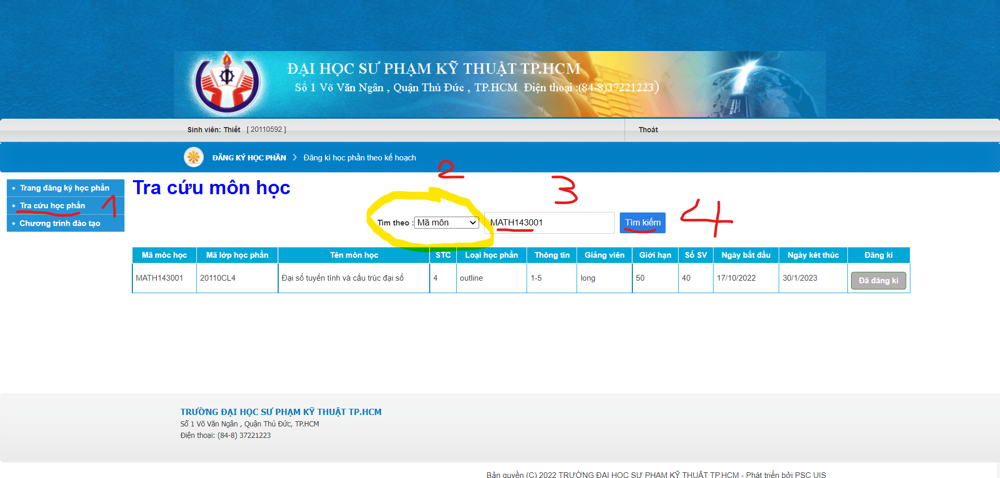 ĐẠI HỌC SƯ PHẠM KỸ THUẬT TP.HCM
Số 1 Võ Văn Ngân , Quận Thủ Đức , TP.HCM Điện thoại :(84-8)37221223)
Sinh viên: Thiết [ 20110592 ] Thoát
ĐĂNG KÝ HỌC PHẦN Đăng kí học phần theo kế hoạch
2
Trang đăng ký học phần
Tra cứu học phần
Chương trình đào tạo
1
Tra cứu môn học
3
4
Tìm theo : Mã môn MATH143001 Tìm kiếm
Mã môc học Mã lớp học phần Tên môn học STC Loại học phần Thông tin Giảng viên Giới hạn Số SV Ngày bắt đầu Ngày kết thúc Đăng kí
MATH143001 20110CL4 Đại số tuyến tính và cấu trúc đại số 4 outline 1-5 long 50 40 17/10/2022 30/1/2023 Đã đăng kí
TRƯỜNG ĐẠI HỌC SƯ PHẠM KỸ THUẬT TP.HCM
Số 1 Võ Văn Ngân , Quận Thủ Đức, TP.HCM
Điện thoại: (84-8) 37221223
Bản quyền (C) 2022 TRƯỜNG ĐẠI HỌC SƯ PHẠM KỸ THUẬT TP.HCM - Phát triển bởi PSC UIS